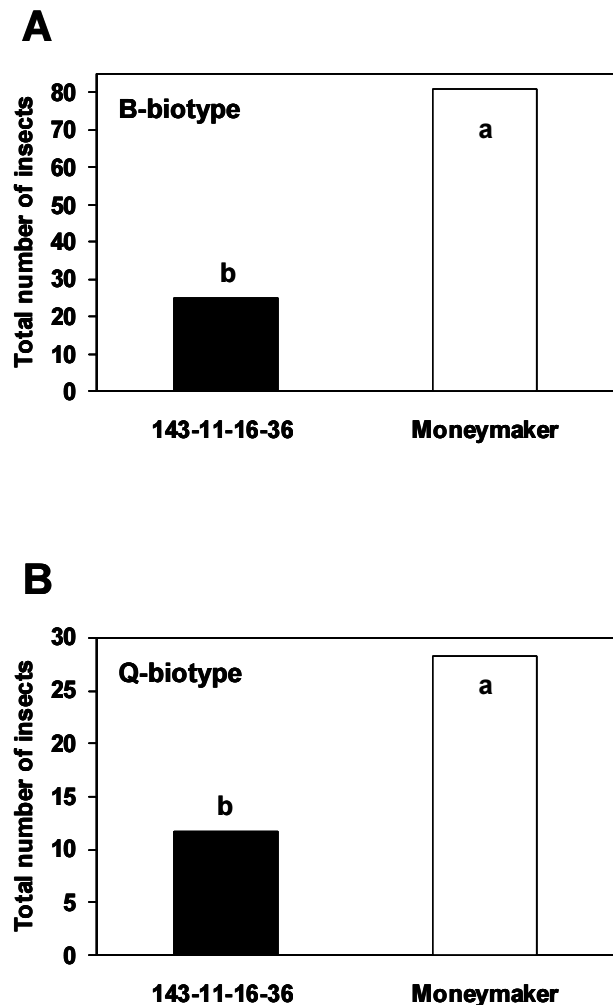 A
Total number of insects
80
70
60
50
40
30
20
10
0
B-biotype
b
a
143-11-16-36 Moneymaker
B
Total number of insects
30
25
20
15
10
5
0
Q-biotype
b
a
143-11-16-36 Moneymaker